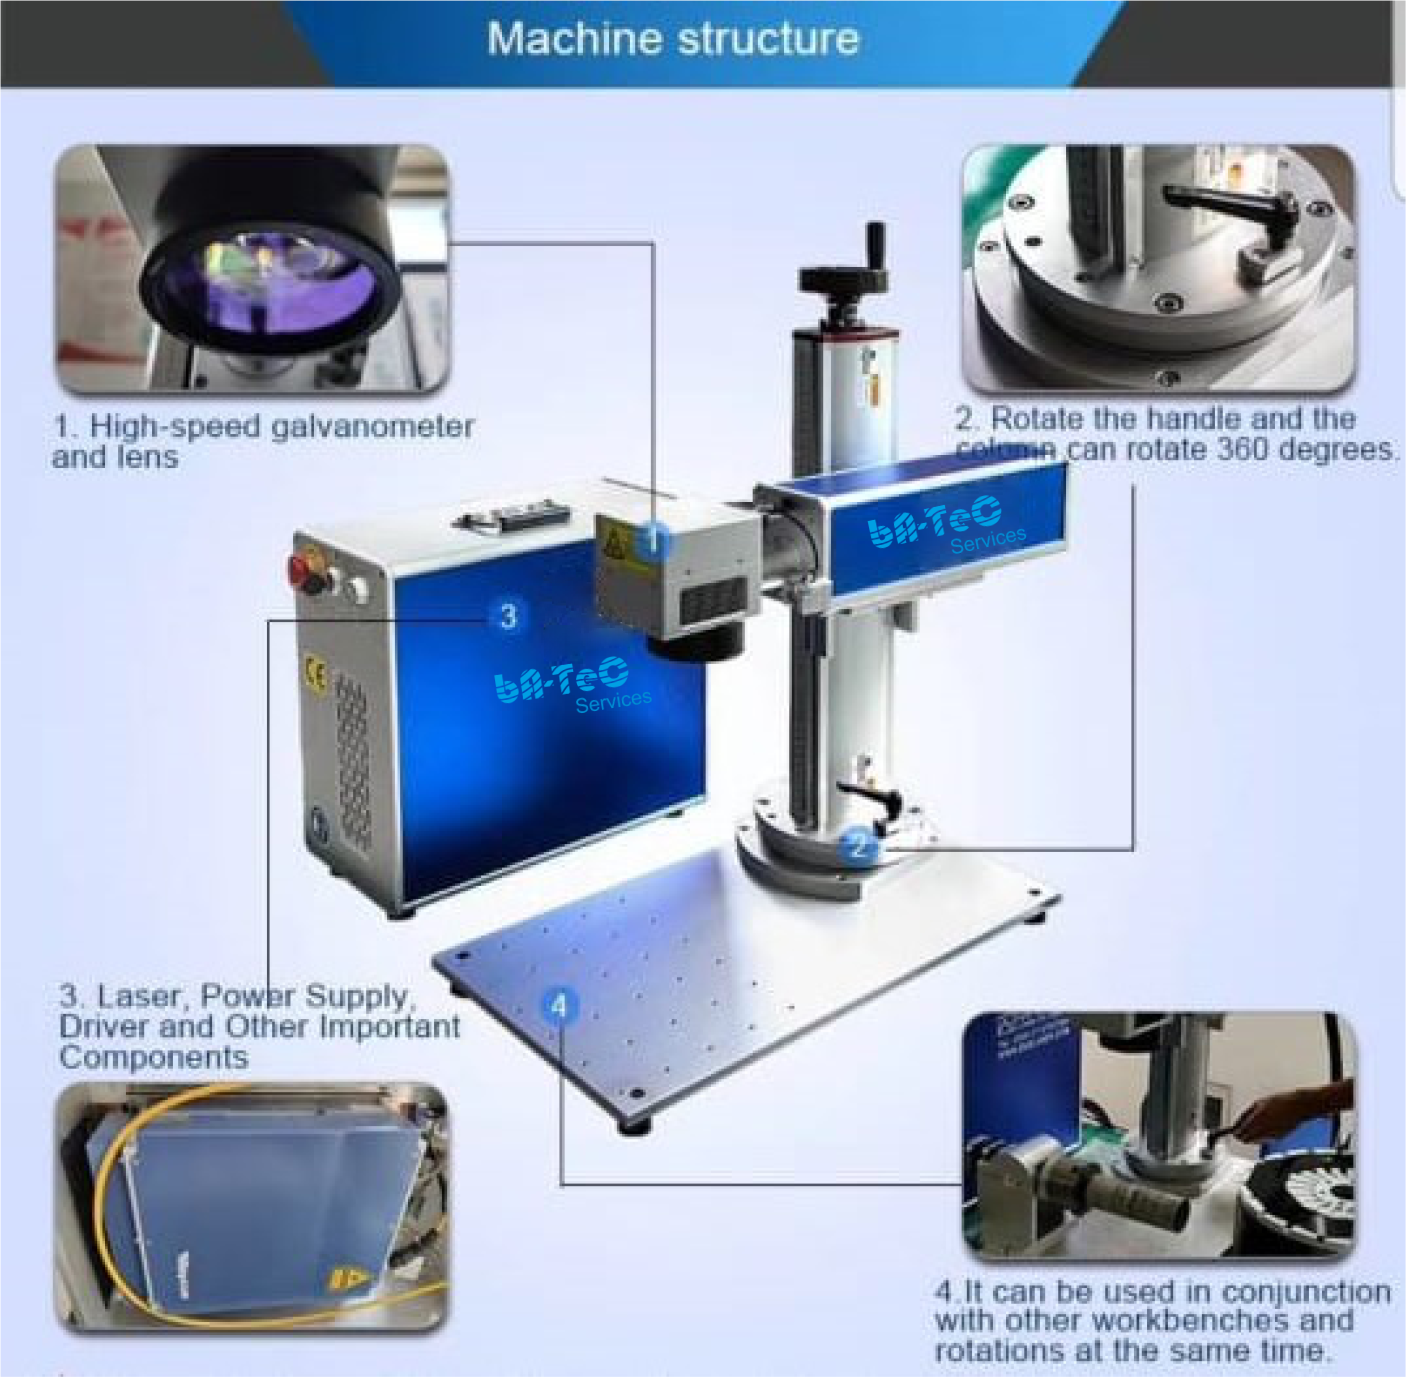 Machine structure
1. High-speed galvanometer
and lens
2. Rotate the handle and the
column can rotate 360 degrees.
1
bA-TeC
Services
3
CE
bA-TeC
Services
2
4
3. Laser, Power Supply,
Driver and Other Important
Components
4.It can be used in conjunction
with other workbenches and
rotations at the same time.